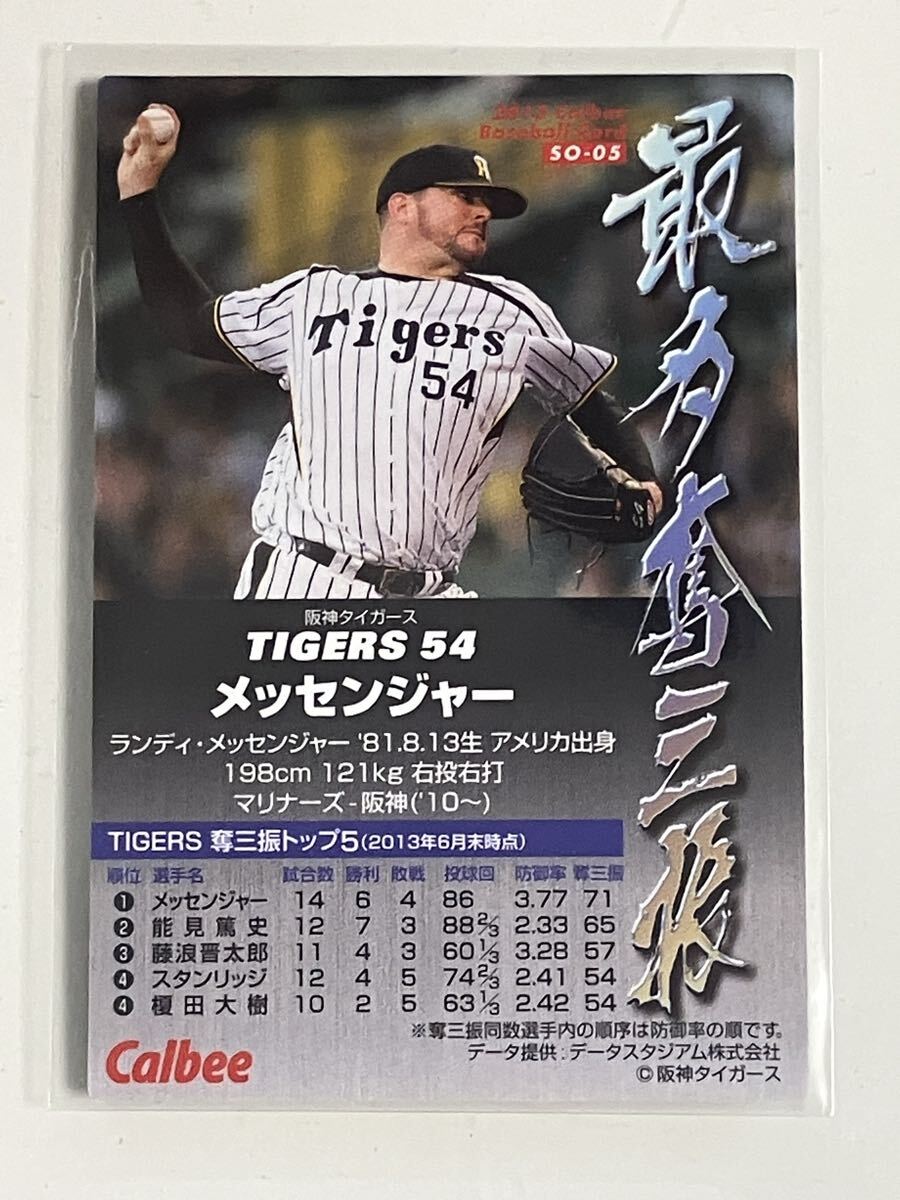 2013 Calbee
Baseball Card
SO-05
最多奪三振
Tigers
54
阪神タイガース
TIGERS 54
メッセンジャー
ランディ・メッセンジャー '81.8.13生 アメリカ出身
198cm 121kg 右投右打
マリナーズ-阪神('10～)
TIGERS 奪三振トップ5(2013年6月末時点)
順位 選手名 試合数 勝利 敗戦 投球回 防御率 奪三振
❶ メッセンジャー 14 6 4 86 3.77 71
❷ 能見篤史 12 7 3 88 2/3 2.33 65
❸ 藤浪晋太郎 11 4 3 60 1/3 3.28 57
❹ スタンリッジ 12 4 5 74 2/3 2.41 54
❹ 榎田大樹 10 2 5 63 1/3 2.42 54
※奪三振同数選手内の順序は防御率の順です。
データ提供:データスタジアム株式会社
©阪神タイガース
Calbee